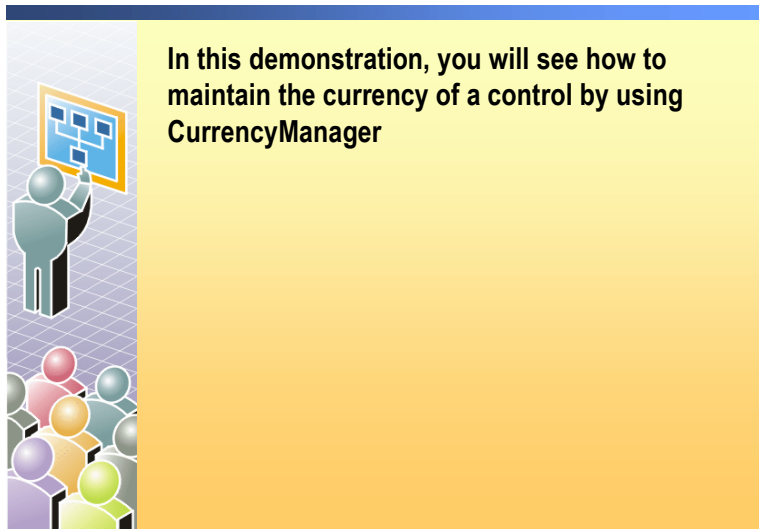 In this demonstration, you will see how to
maintain the currency of a control by using
CurrencyManager